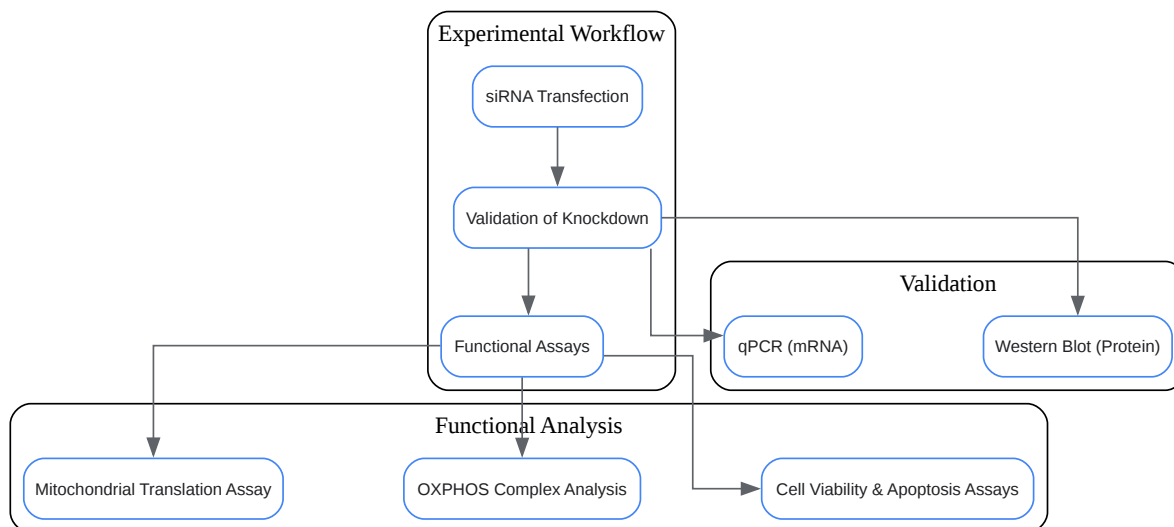 Experimental Workflow
siRNA Transfection
Validation of Knockdown
Validation
Functional Assays
qPCR (mRNA)
Western Blot (Protein)
Functional Analysis
Mitochondrial Translation Assay
OXPHOS Complex Analysis
Cell Viability & Apoptosis Assays